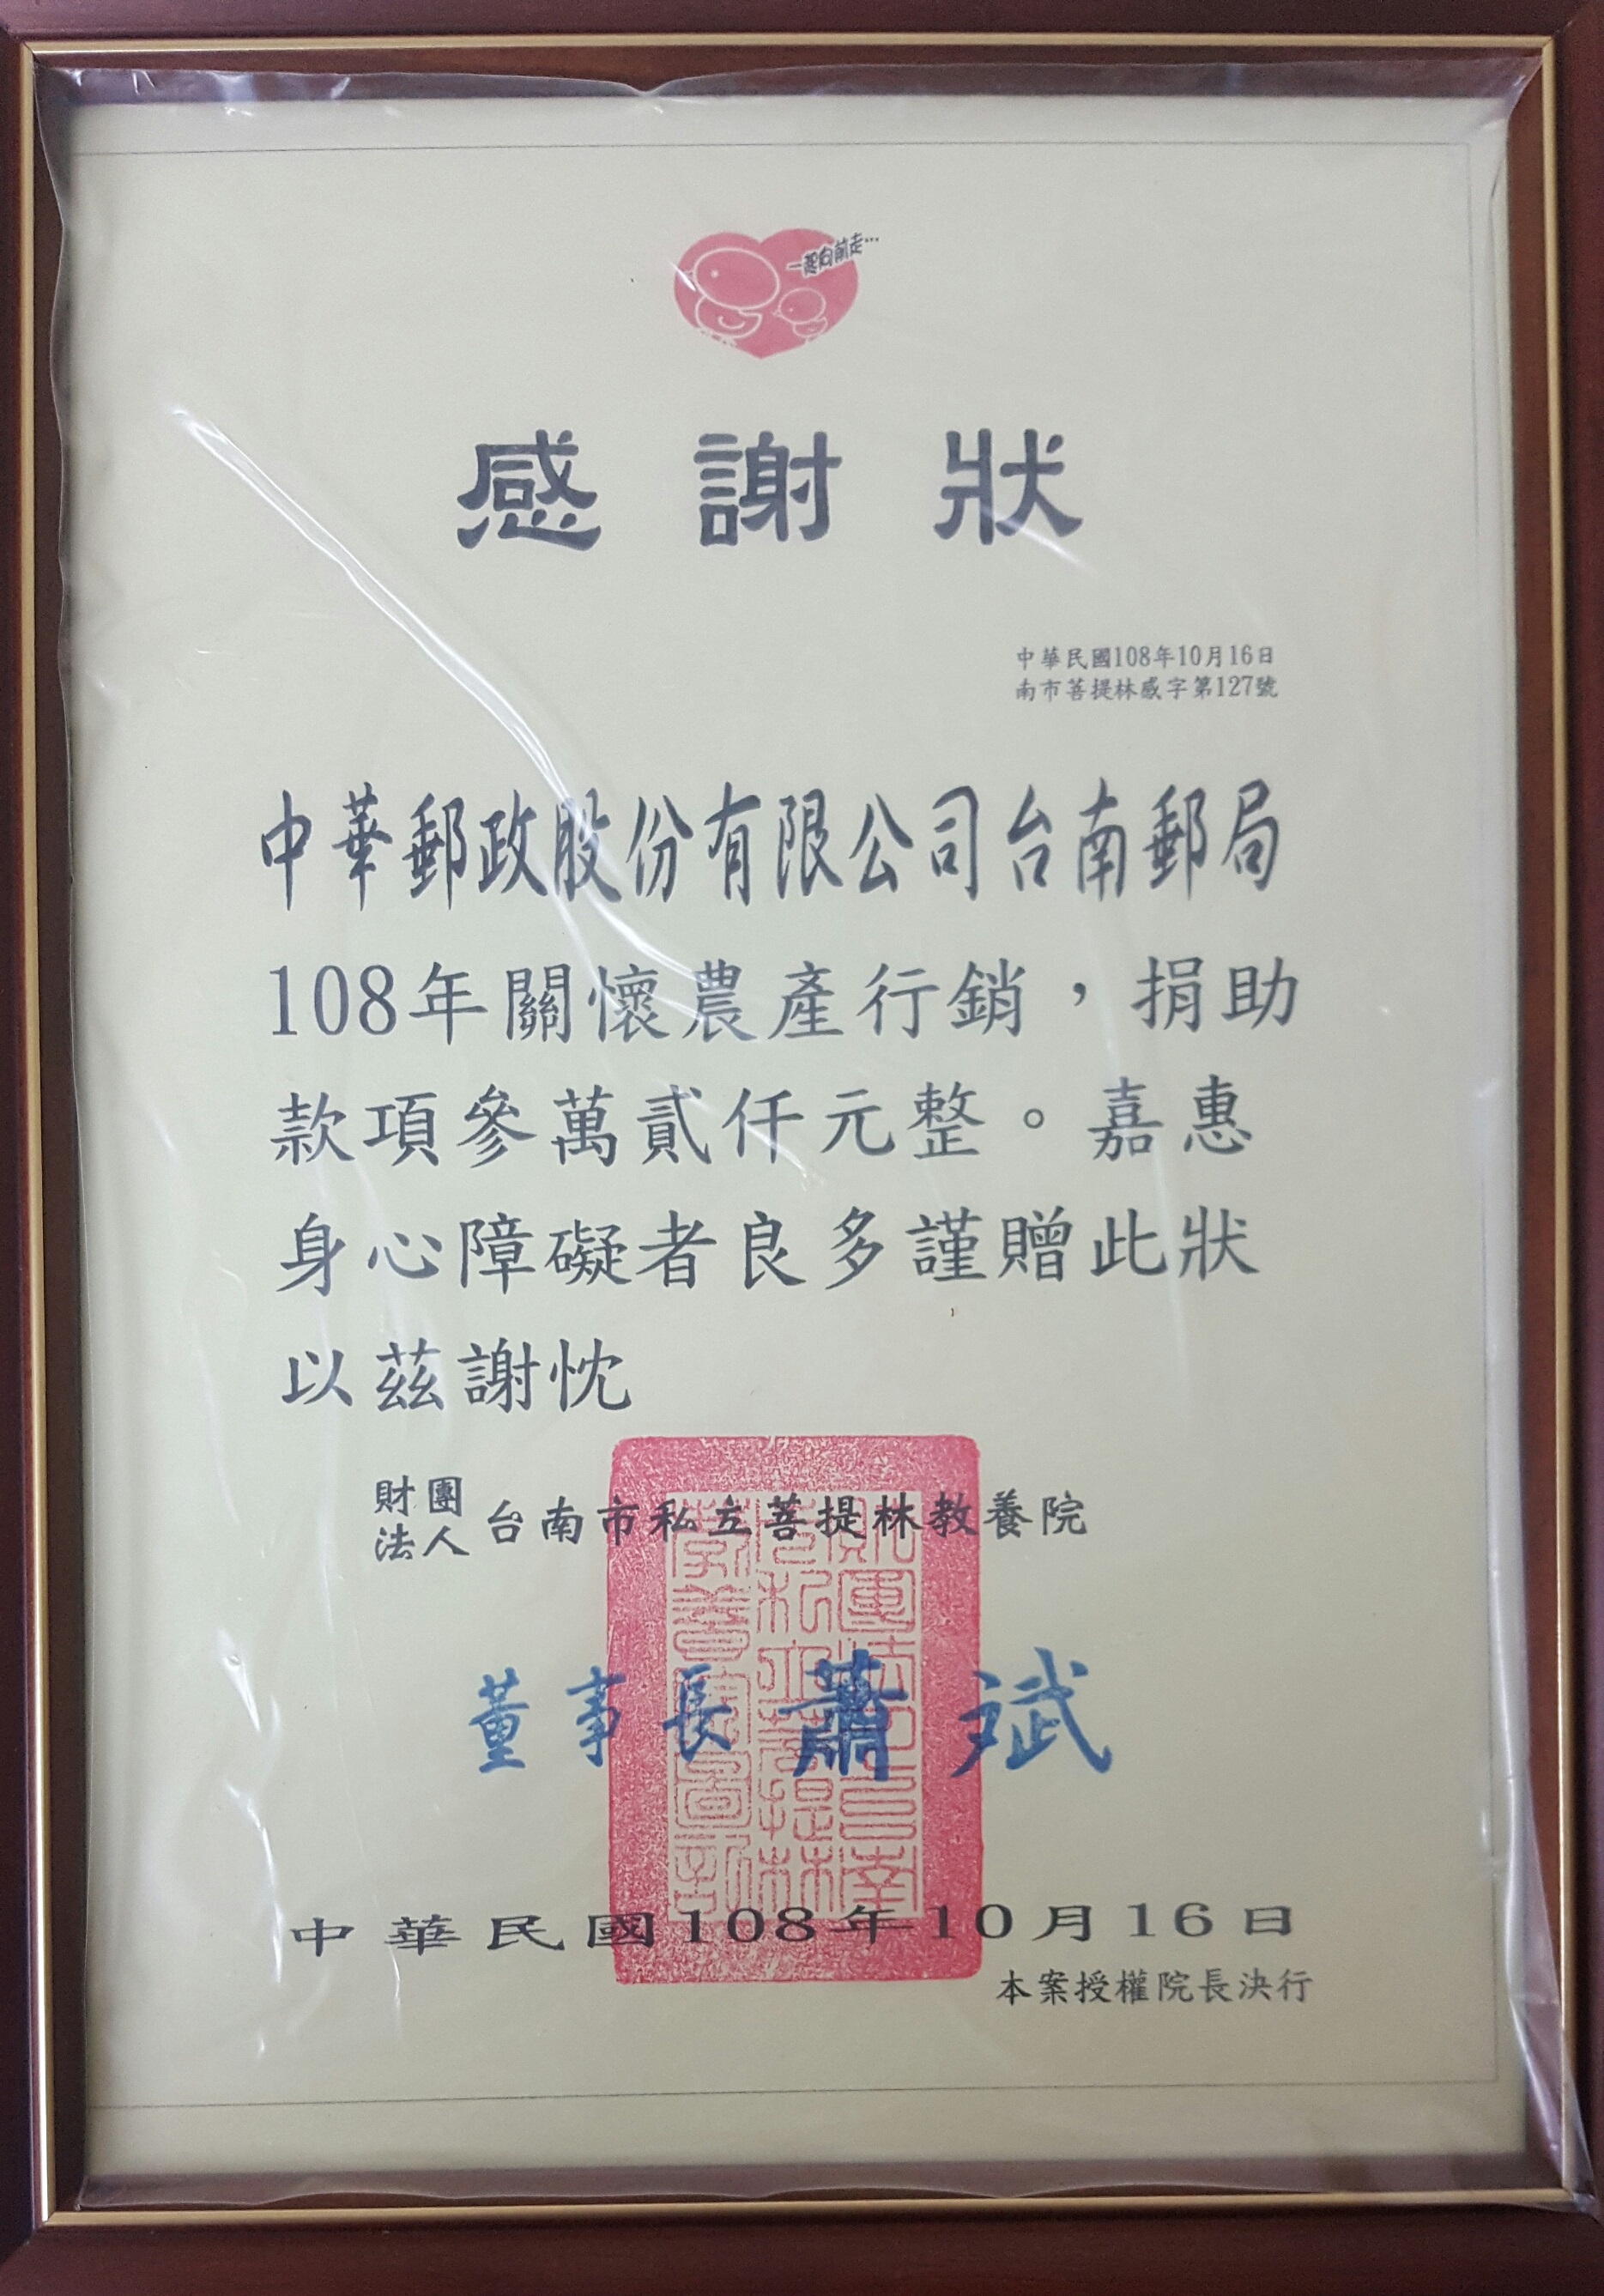 一起向前走…
感謝狀
中華民國108年10月16日
南市菩提林感字第127號
中華郵政股份有限公司台南郵局
108年關懷農產行銷，捐助
款項參萬貳仟元整。嘉惠
身心障礙者良多謹贈此狀
以茲謝忱
財團法人台南市私立菩提林教養院
董事長 蕭斌
中華民國108年10月16日
本案授權院長決行